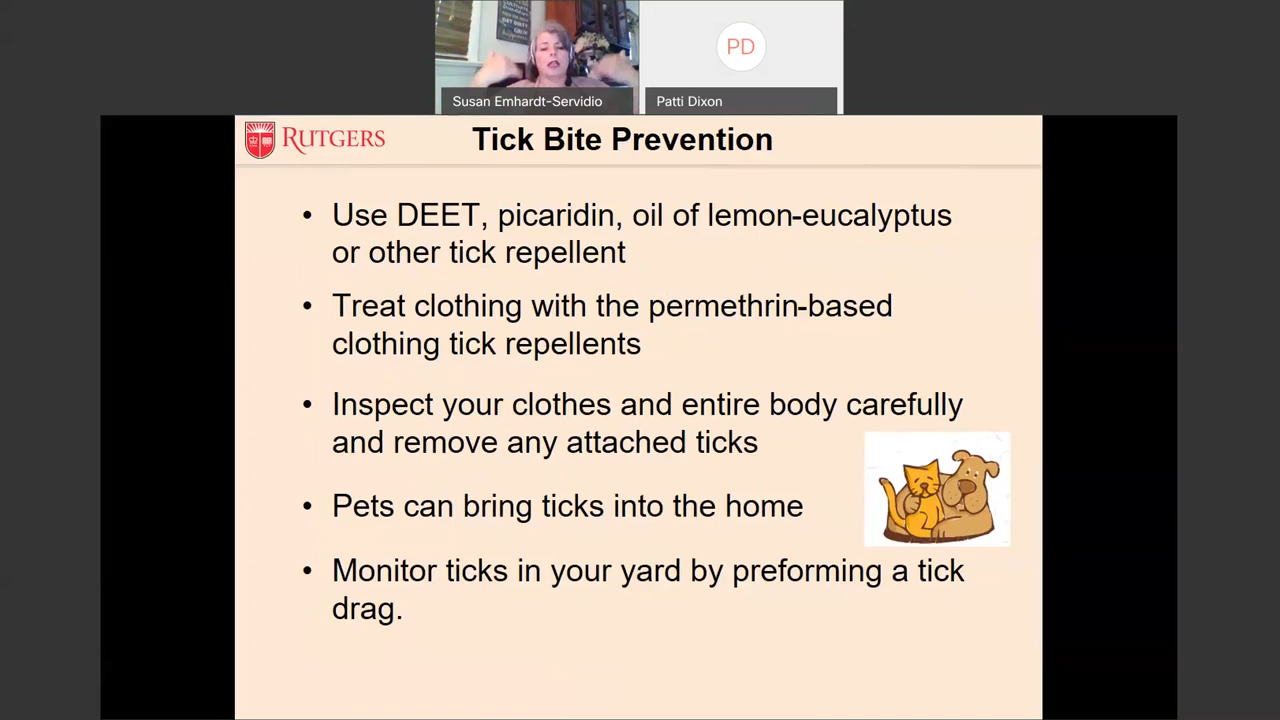 Susan Emhardt-Servidio
PD
Patti Dixon
RUTGERS
Tick Bite Prevention
• Use DEET, picaridin, oil of lemon-eucalyptus
or other tick repellent
• Treat clothing with the permethrin-based
clothing tick repellents
• Inspect your clothes and entire body carefully
and remove any attached ticks
• Pets can bring ticks into the home
• Monitor ticks in your yard by preforming a tick
drag.